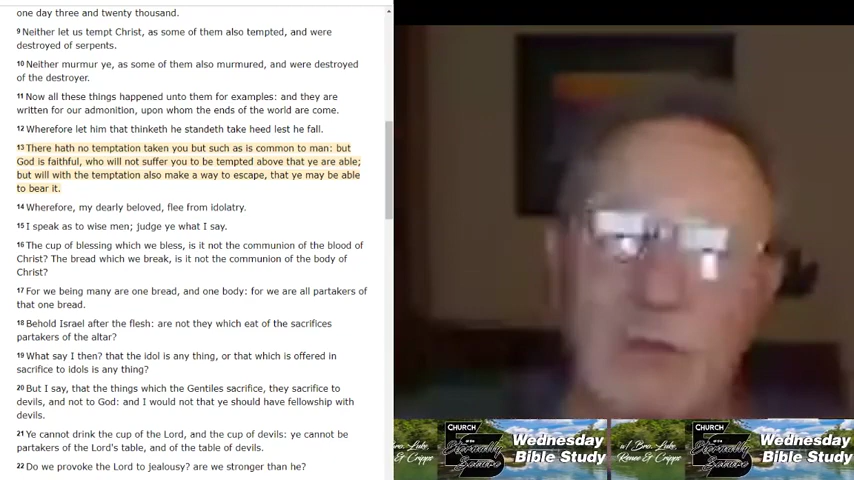 one day three and twenty thousand.
9 Neither let us tempt Christ, as some of them also tempted, and were
destroyed of serpents.
10 Neither murmur ye, as some of them also murmured, and were destroyed
of the destroyer.
11 Now all these things happened unto them for examples: and they are
written for our admonition, upon whom the ends of the world are come.
12 Wherefore let him that thinketh he standeth take heed lest he fall.
13 There hath no temptation taken you but such as is common to man: but
God is faithful, who will not suffer you to be tempted above that ye are able;
but will with the temptation also make a way to escape, that ye may be able
to bear it.
14 Wherefore, my dearly beloved, flee from idolatry.
15 I speak as to wise men; judge ye what I say.
16 The cup of blessing which we bless, is it not the communion of the blood of
Christ? The bread which we break, is it not the communion of the body of
Christ?
17 For we being many are one bread, and one body: for we are all partakers of
that one bread.
18 Behold Israel after the flesh: are not they which eat of the sacrifices
partakers of the altar?
19 What say I then? that the idol is any thing, or that which is offered in
sacrifice to idols is any thing?
20 But I say, that the things which the Gentiles sacrifice, they sacrifice to
devils, and not to God: and I would not that ye should have fellowship with
devils.
21 Ye cannot drink the cup of the Lord, and the cup of devils: ye cannot be
partakers of the Lord's table, and of the table of devils.
22 Do we provoke the Lord to jealousy? are we stronger than he?
Bro. Luke,
Renee & Cripps
CHURCH
Eternally
Secure
Wednesday
Bible Study
w/ Bro. Luke,
Renee & Cripps
CHURCH
Eternally
Secure
Wednesday
Bible Study